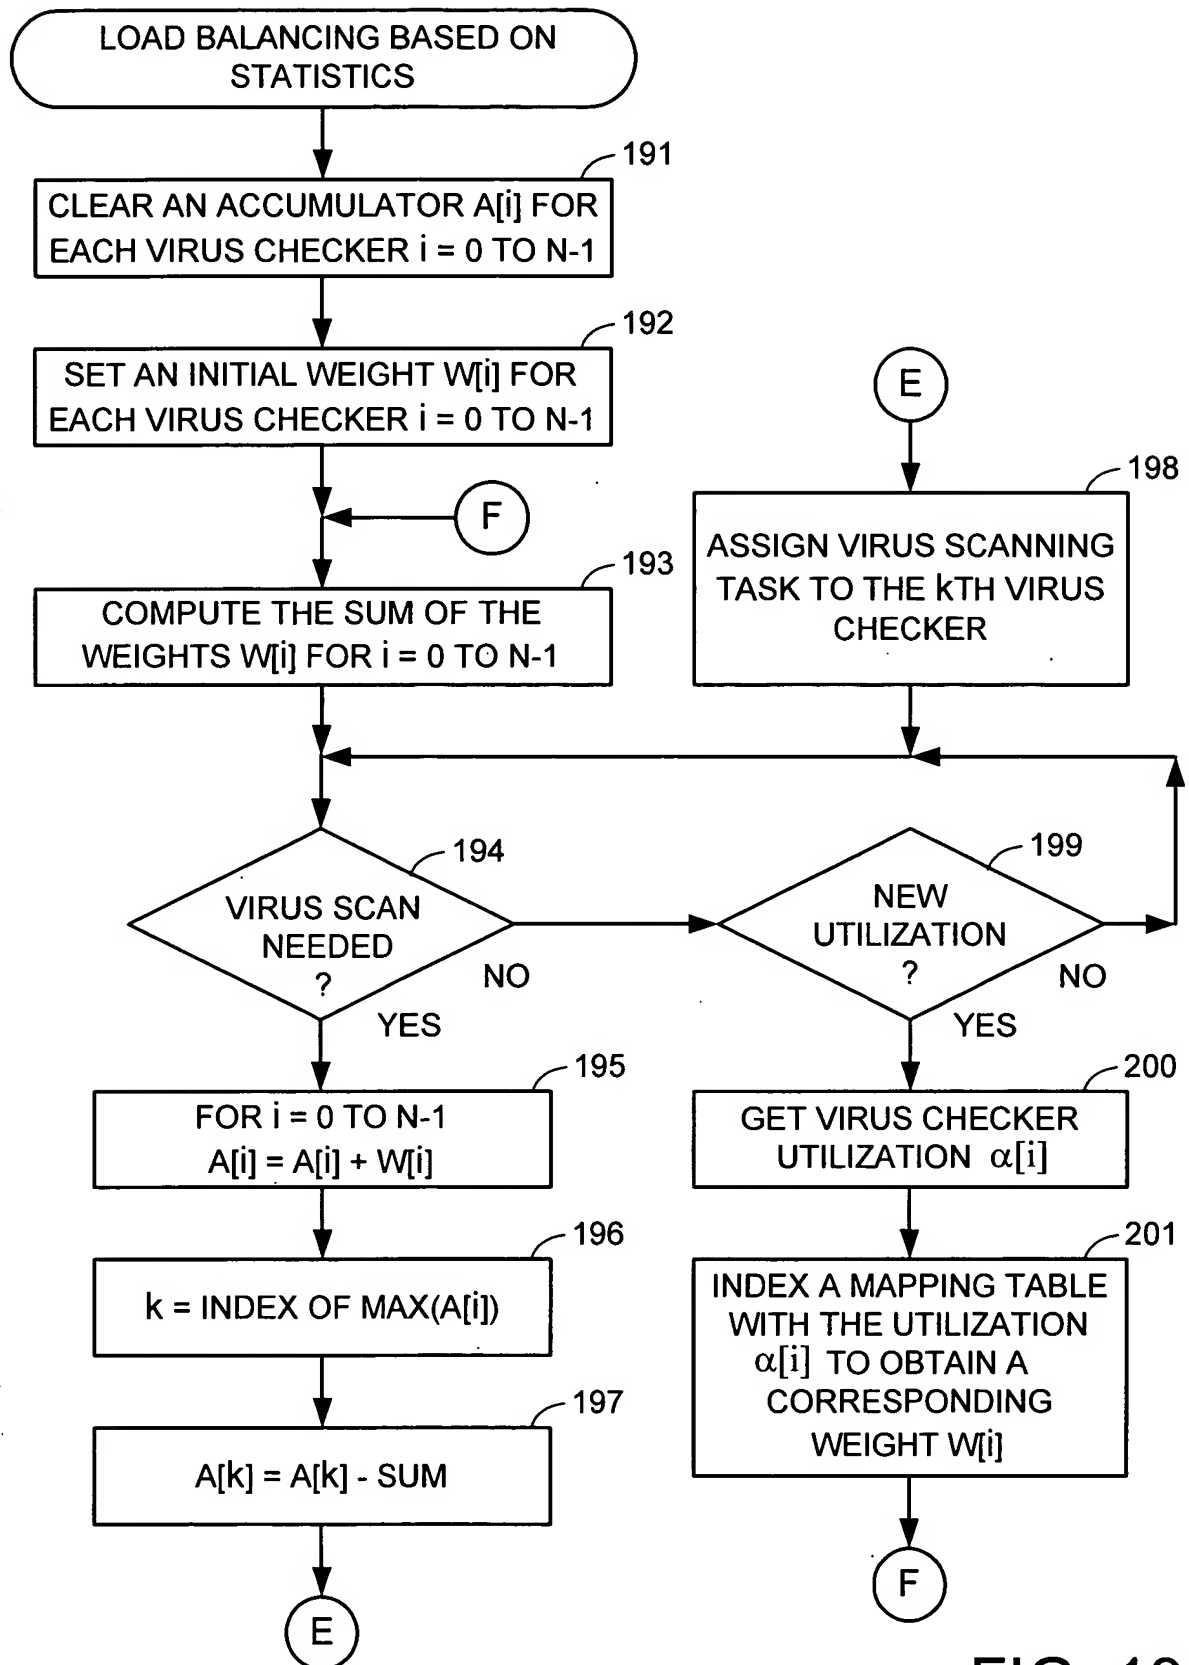 LOAD BALANCING BASED ON
STATISTICS
191
CLEAR AN ACCUMULATOR A[i] FOR
EACH VIRUS CHECKER i = 0 TO N-1
192
SET AN INITIAL WEIGHT W[i] FOR
EACH VIRUS CHECKER i = 0 TO N-1
F
193
COMPUTE THE SUM OF THE
WEIGHTS W[i] FOR i = 0 TO N-1
194
VIRUS SCAN
NEEDED
?
NO
YES
195
FOR i = 0 TO N-1
A[i] = A[i] + W[i]
196
k = INDEX OF MAX(A[i])
197
A[k] = A[k] - SUM
E
E
198
ASSIGN VIRUS SCANNING
TASK TO THE kTH VIRUS
CHECKER
199
NEW
UTILIZATION
?
NO
YES
200
GET VIRUS CHECKER
UTILIZATION α[i]
201
INDEX A MAPPING TABLE
WITH THE UTILIZATION
α[i] TO OBTAIN A
CORRESPONDING
WEIGHT W[i]
F